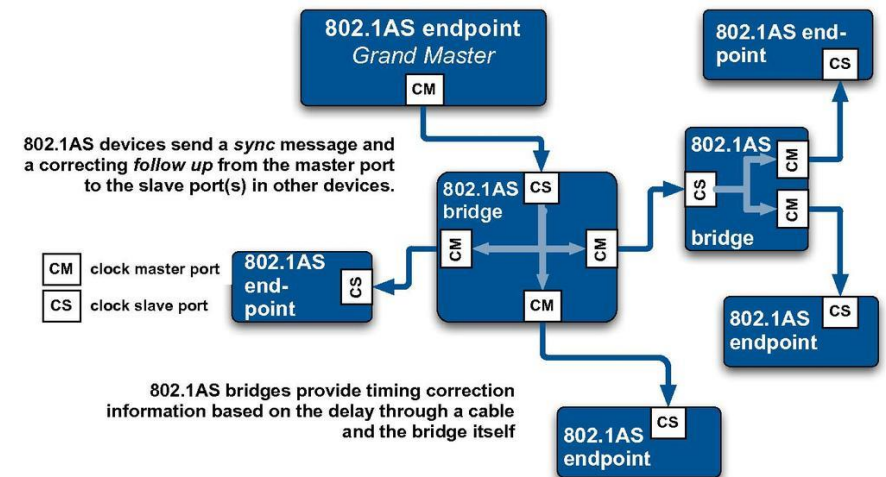 802.1AS endpoint
Grand Master
CM
802.1AS end-
point
CS
802.1AS devices send a sync message and
a correcting follow up from the master port
to the slave port(s) in other devices.
802.1AS
bridge
CS
CM
CM
CM
802.1AS
CS
CM
CM
bridge
CM clock master port
CS clock slave port
802.1AS
end-
point
CS
802.1AS
endpoint
CS
802.1AS bridges provide timing correction
information based on the delay through a cable
and the bridge itself
802.1AS
endpoint
CS